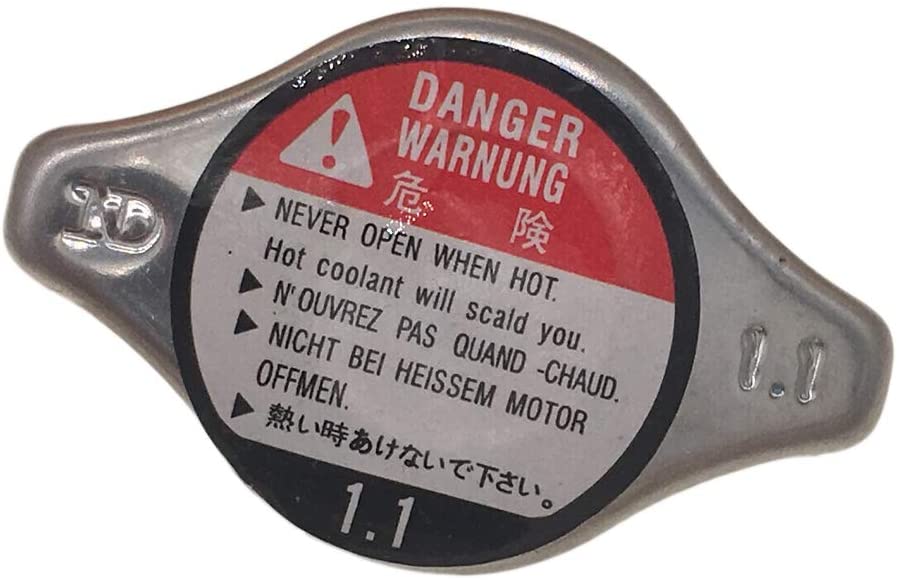 DANGER
WARNUNG
危 険
NEVER OPEN WHEN HOT.
Hot coolant will scald you.
N'OUVREZ PAS QUAND -CHAUD.
NICHT BEI HEISSEM MOTOR
OFFMEN.
熱い時あけないで下さい。
1.1
1.1